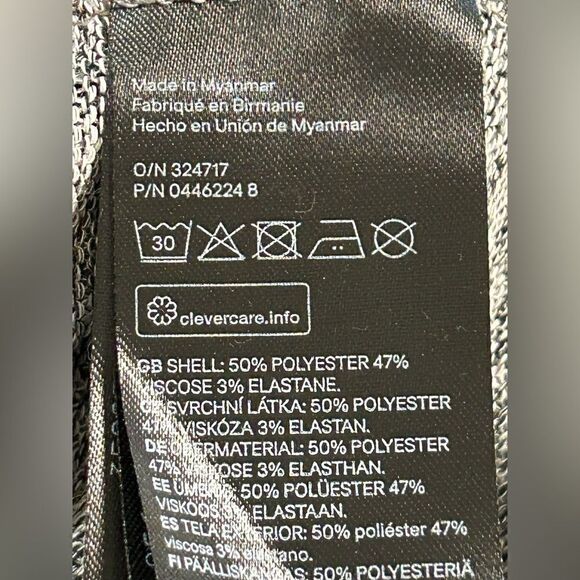 Made in Myanmar
Fabriqué en Birmanie
Hecho en Unión de Myanmar
O/N 324717
P/N 0446224 8
30
clevercare.info
GB SHELL: 50% POLYESTER 47%
VISCOSE 3% ELASTANE.
CZ SVRCHNÍ LÁTKA: 50% POLYESTER
47% VISKÓZA 3% ELASTAN.
DE OBERMATERIAL: 50% POLYESTER
47% VISKOSE 3% ELASTHAN.
EE 50% POLÜESTER 47%
VISKOOS 3% ELASTAAN.
ES TELA EXTERIOR: 50% poliéster 47%
viscosa 3% elastano.
FI PÄÄLLISKANGAS: 50% POLYESTERIÄ